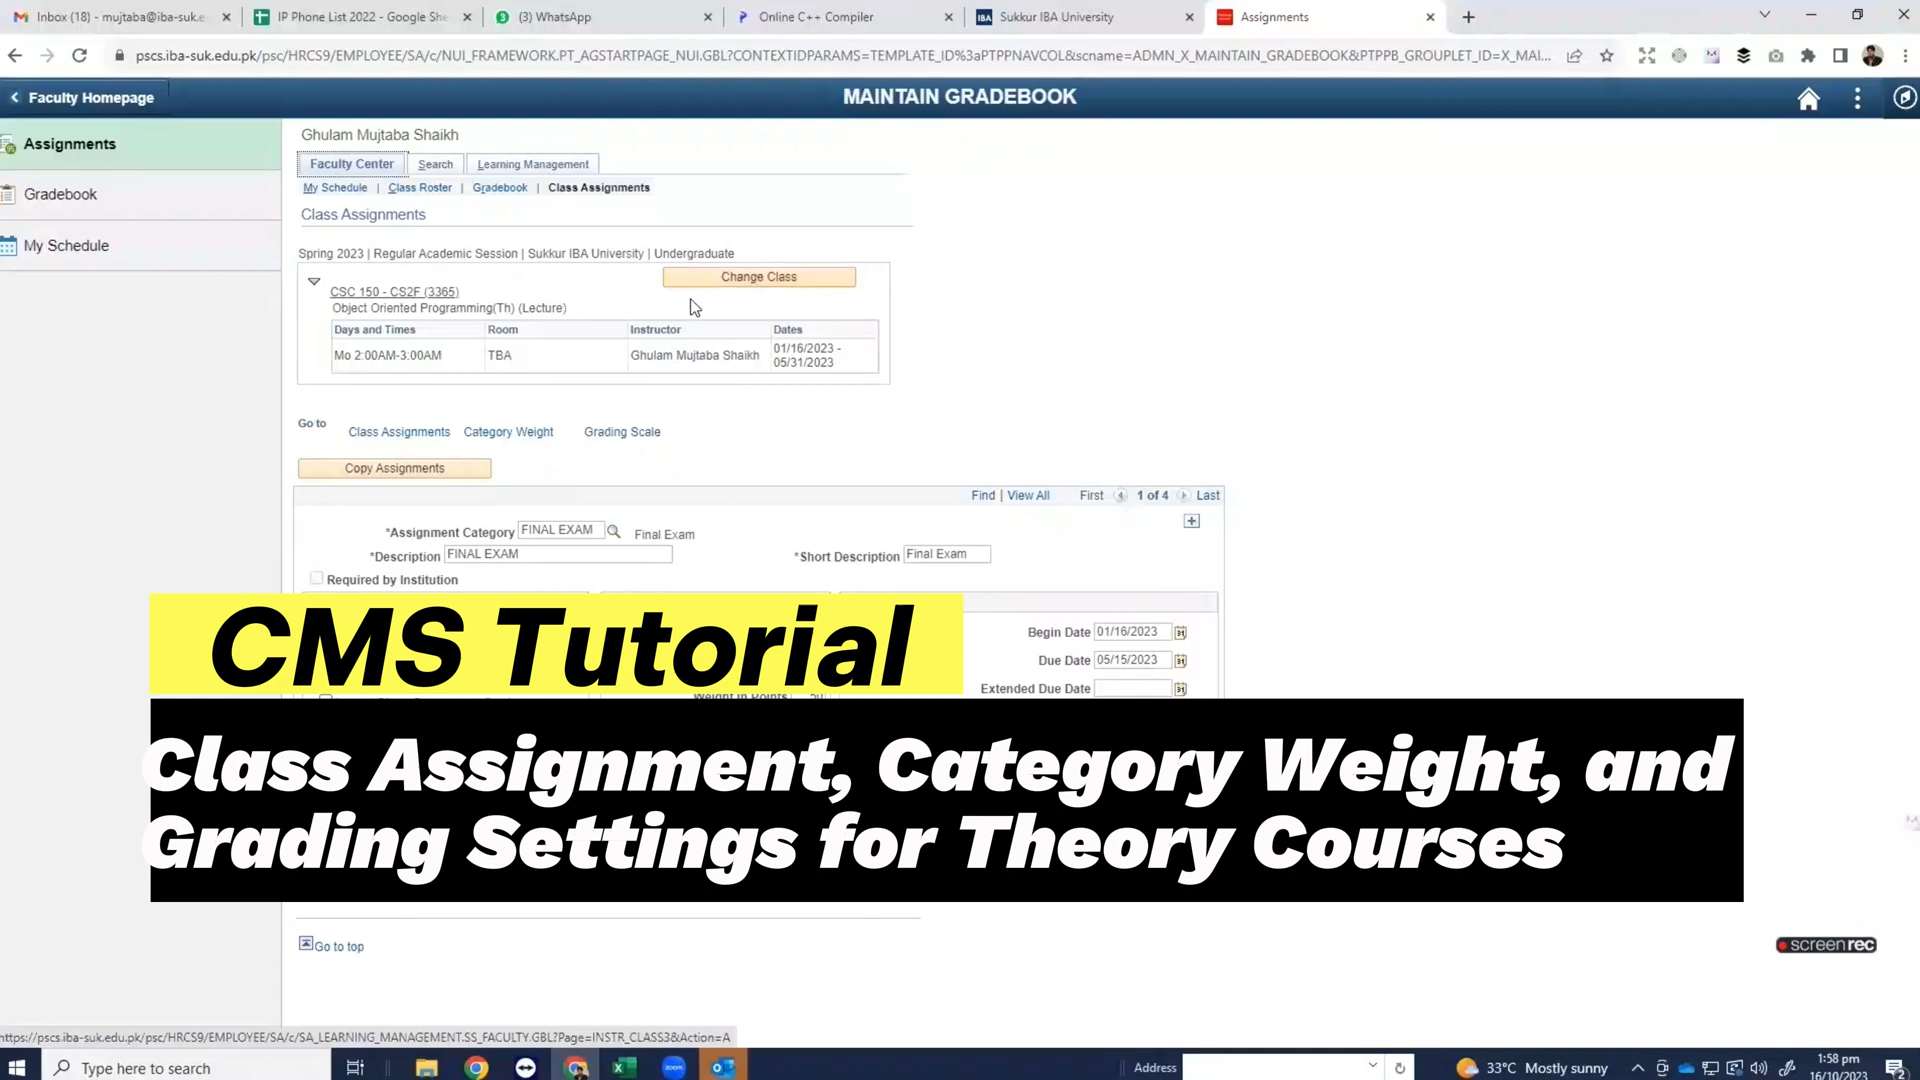 Inbox (18) - mujtaba@iba-suk.e
IP Phone List 2022 - Google She
(3) WhatsApp
Online C++ Compiler
IBA
Sukkur IBA University
Assignments
pscs.iba-suk.edu.pk/psc/HRCS9/EMPLOYEE/SA/c/NUI_FRAMEWORK.PT_AGSTARTPAGE_NUI.GBL?CONTEXTIDPARAMS=TEMPLATE_ID%3aPTPPNAVCOL&scname=ADMN_X_MAINTAIN_GRADEBOOK&PTPPB_GROUPLET_ID=X_MAI...
Faculty Homepage
MAINTAIN GRADEBOOK
Assignments
Gradebook
My Schedule
Ghulam Mujtaba Shaikh
Faculty Center
Search
Learning Management
My Schedule | Class Roster | Gradebook | Class Assignments
Class Assignments
Spring 2023 | Regular Academic Session | Sukkur IBA University | Undergraduate
Change Class
CSC 150 - CS2F (3365)
Object Oriented Programming(Th) (Lecture)
Days and Times Room Instructor Dates
Mo 2:00AM-3:00AM TBA Ghulam Mujtaba Shaikh 01/16/2023 -
05/31/2023
Go to
Class Assignments Category Weight Grading Scale
Copy Assignments
Find | View All First 1 of 4 Last
*Assignment Category FINAL EXAM Final Exam
*Description FINAL EXAM *Short Description Final Exam
Required by Institution
Begin Date 01/16/2023
Due Date 05/15/2023
Extended Due Date
Weight in Points 50
CMS Tutorial
Class Assignment, Category Weight, and
Grading Settings for Theory Courses
Go to top
screenrec
https://pscs.iba-suk.edu.pk/psc/HRCS9/EMPLOYEE/SA/c/SA_LEARNING_MANAGEMENT.SS_FACULTY.GBL?Page=INSTR_CLASS3&Action=A
Type here to search
zoom
Address
33°C Mostly sunny
1:58 pm
16/10/2023
2